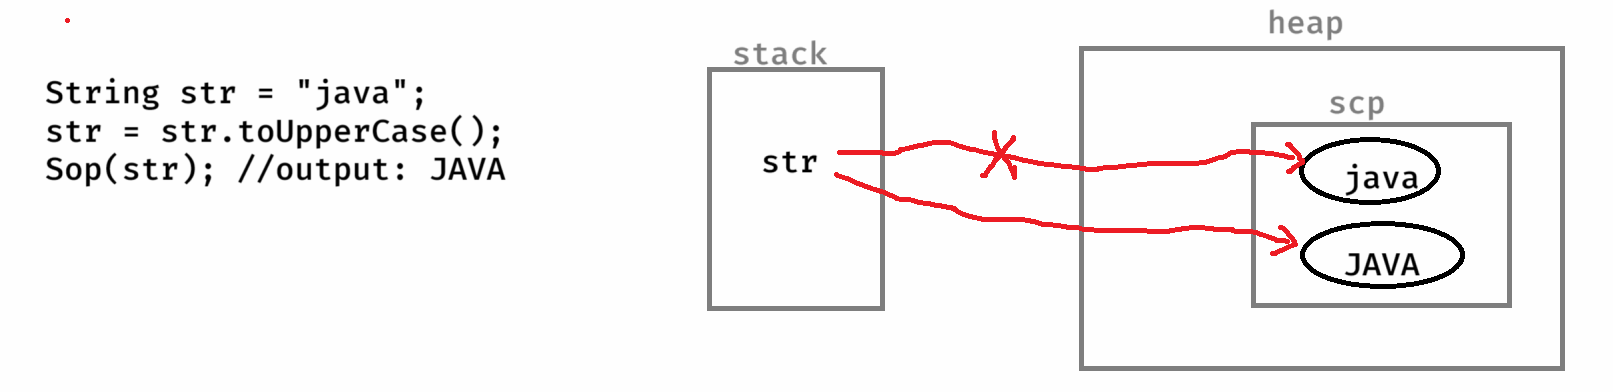 String str = "java";
str = str.toUpperCase();
Sop(str); //output: JAVA
stack
str
heap
scp
java
JAVA